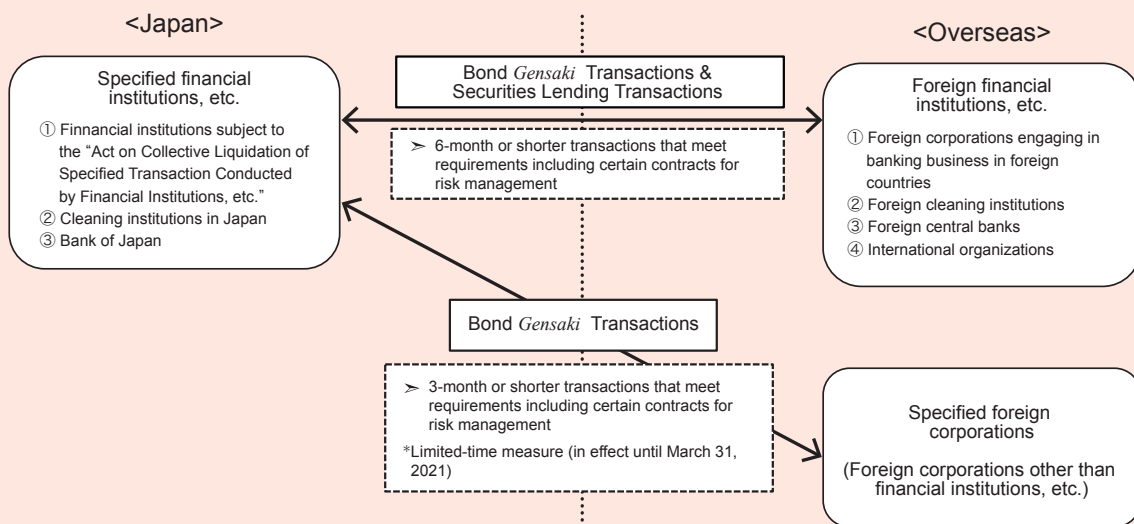 <Japan>
<Overseas>
Specified financial
institutions, etc.
① Finnancial institutions subject to
the “Act on Collective Liquidation of
Specified Transaction Conducted
by Financial Institutions, etc.”
② Cleaning institutions in Japan
③ Bank of Japan
Bond Gensaki Transactions &
Securities Lending Transactions
➢ 6-month or shorter transactions that meet
requirements including certain contracts for
risk management
Foreign financial
institutions, etc.
① Foreign corporations engaging in
banking business in foreign
countries
② Foreign cleaning institutions
③ Foreign central banks
④ International organizations
Bond Gensaki Transactions
➢ 3-month or shorter transactions that meet
requirements including certain contracts for
risk management
*Limited-time measure (in effect until March 31,
2021)
Specified foreign
corporations
(Foreign corporations other than
financial institutions, etc.)